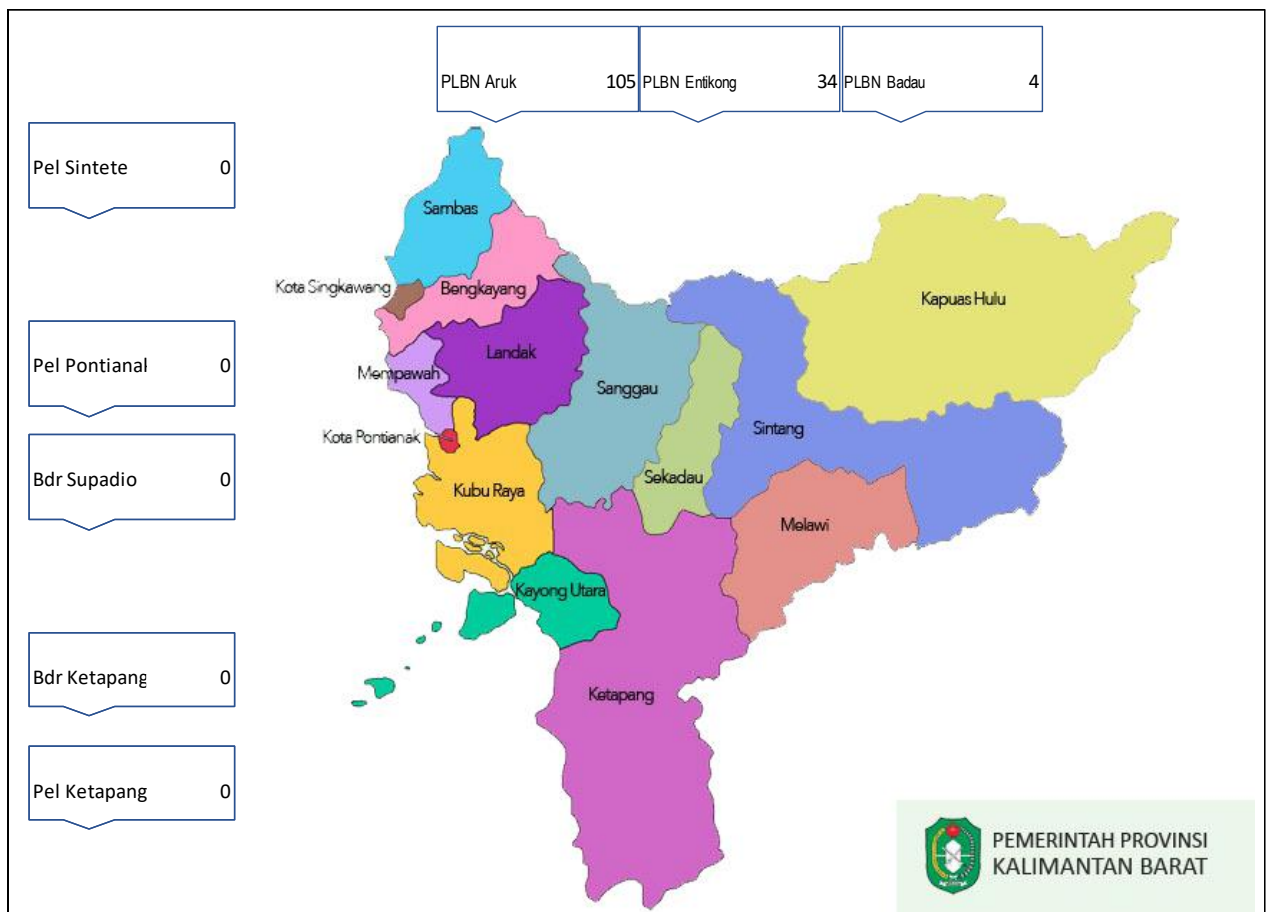 PLBN Aruk 105
PLBN Entikong 34
PLBN Badau 4
Pel Sintete 0
Pel Pontianal 0
Bdr Supadio 0
Bdr Ketapang 0
Pel Ketapang 0
Sambas
Kota Singkawang
Bengkayang
Kapuas Hulu
Landak
Mempawah
Sanggau
Sintang
Kota Pontianak
Sekadau
Kubu Raya
Melawi
Kayong Utara
Ketapang
PEMERINTAH PROVINSI
KALIMANTAN BARAT